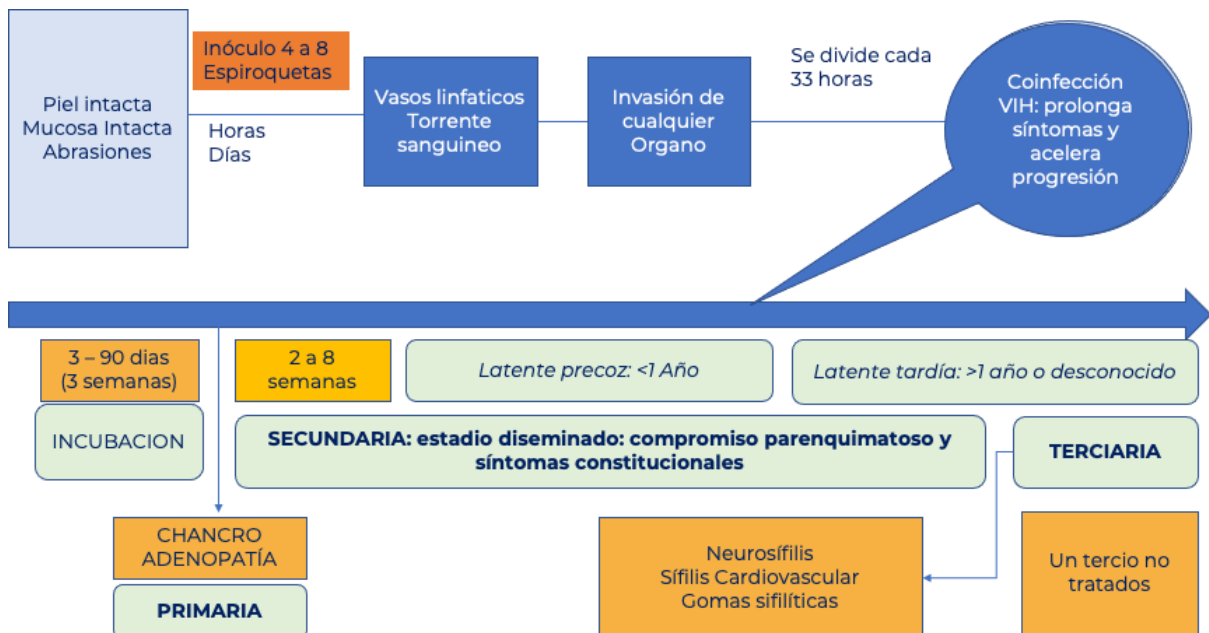 Piel intacta
Mucosa Intacta
Abrasiones
Inóculo 4 a 8
Espiroquetas
Horas
Días
Vasos linfaticos
Torrente
sanguineo
Invasión de
cualquier
Organo
Se divide cada
33 horas
Coinfección
VIH: prolonga
síntomas y
acelera
progresión
3 – 90 dias
(3 semanas)
2 a 8
semanas
Latente precoz: <1 Año
Latente tardía: >1 año o desconocido
INCUBACION
SECUNDARIA: estadio diseminado: compromiso parenquimatoso y
síntomas constitucionales
TERCIARIA
CHANCRO
ADENOPATÍA
PRIMARIA
Neurosífilis
Sífilis Cardiovascular
Gomas sifilíticas
Un tercio no
tratados